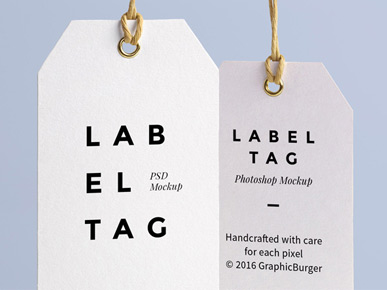 LAB
EL
PSD
Mockup
TAG
LABEL
TAG
Photoshop Mockup
Handcrafted with care
for each pixel
© 2016 GraphicBurger